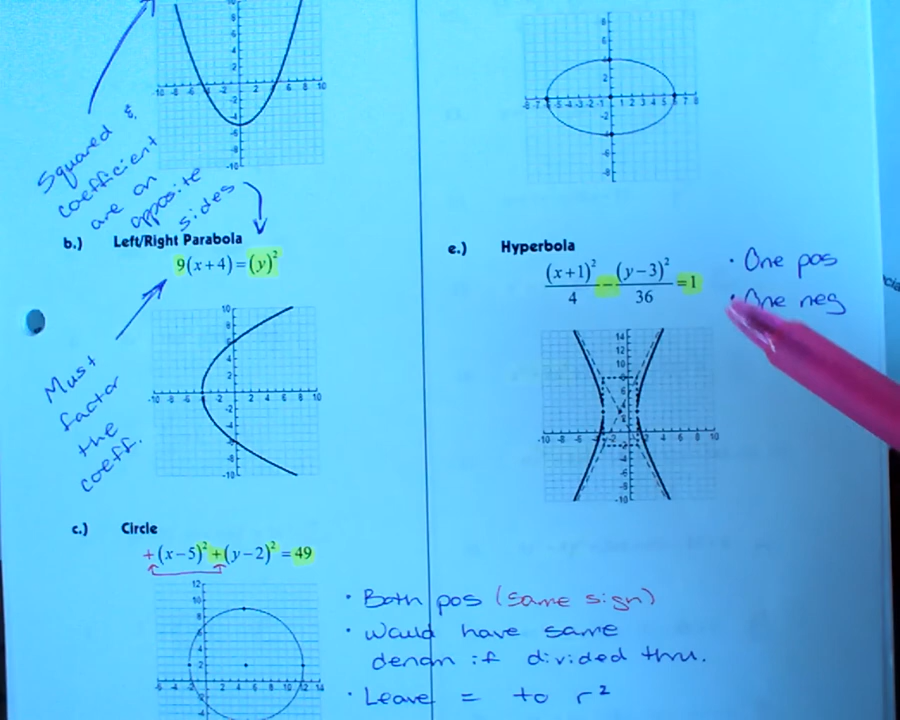 Squared &
coefficient
are on
opposite
sides
b.) Left/Right Parabola
9(x+4)=(y)²
Must
factor
the
coeff.
c.) Circle
+(x−5)²+(y−2)²=49
• Both pos (same sign)
• Would have same
denom if divided thru.
• Leave = to r²
e.) Hyperbola
(x+1)²/4 − (y−3)²/36 = 1
• One pos
• One neg